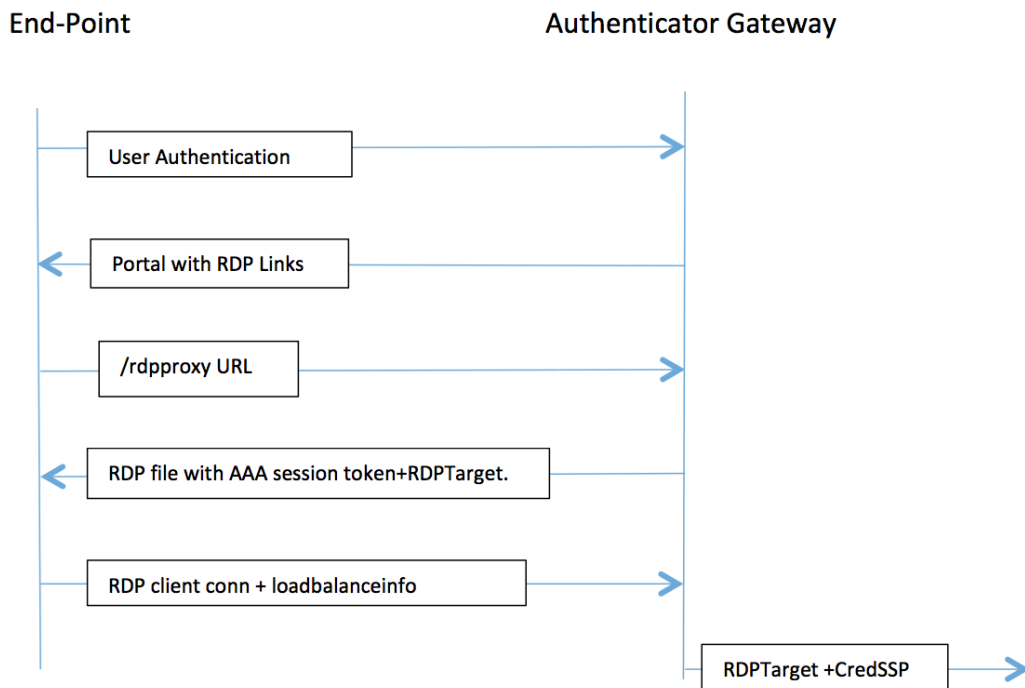 End-Point
Authenticator Gateway
User Authentication
Portal with RDP Links
/rdpproxy URL
RDP file with AAA session token+RDPTarget.
RDP client conn + loadbalanceinfo
RDPTarget +CredSSP